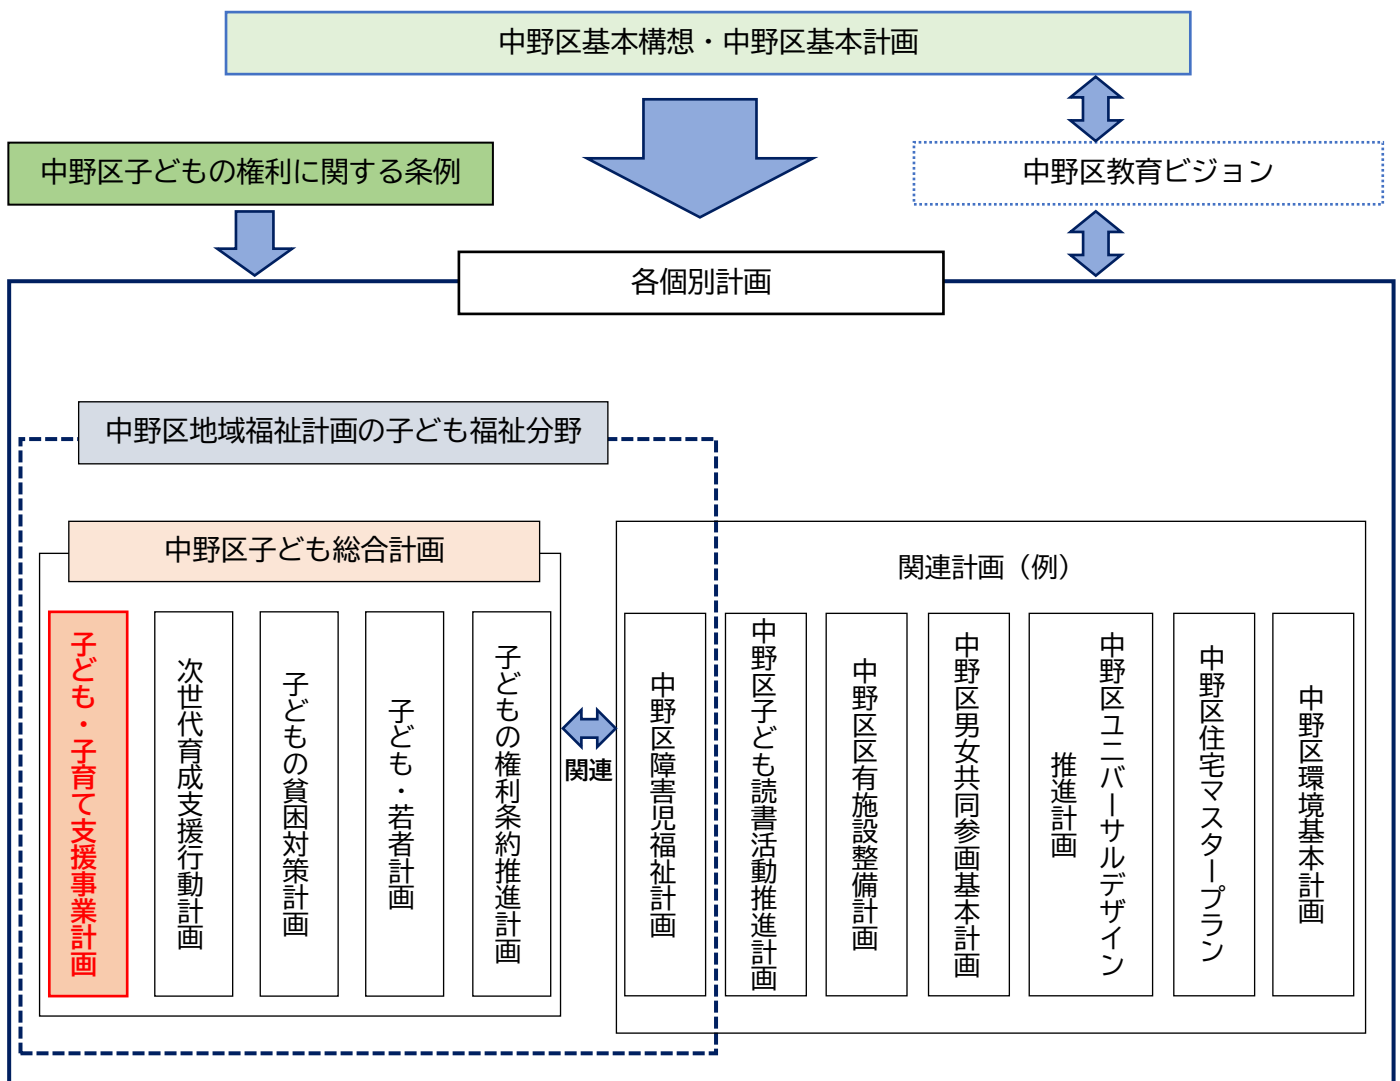 中野区基本構想・中野区基本計画
中野区子どもの権利に関する条例
中野区教育ビジョン
各個別計画
中野区地域福祉計画の子ども福祉分野
中野区子ども総合計画
関連計画（例）
子ども・子育て支援事業計画
次世代育成支援行動計画
子どもの貧困対策計画
子ども・若者計画
子どもの権利条約推進計画
関連
中野区障害児福祉計画
中野区子ども読書活動推進計画
中野区区有施設整備計画
中野区男女共同参画基本計画
中野区ユニバーサルデザイン
推進計画
中野区住宅マスタープラン
中野区環境基本計画